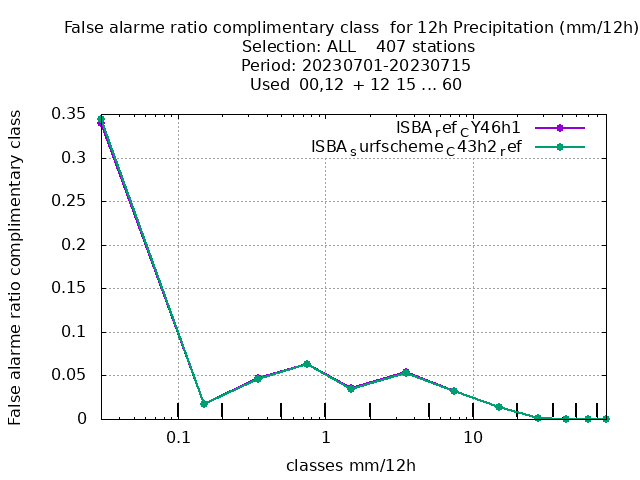 False alarme ratio complimentary class  for 12h Precipitation (mm/12h)
Selection: ALL    407 stations
Period: 20230701-20230715
Used  00,12  + 12 15 ... 60
False alarme ratio complimentary class
0.35
0.3
0.25
0.2
0.15
0.1
0.05
0
ISBAref_CY46h1
ISBAsurfscheme_C43h2ref
0.1
1
10
classes mm/12h